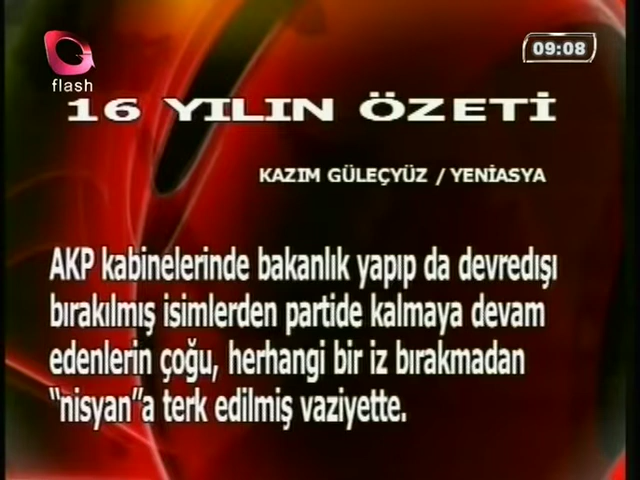 flash
09:08
16 YILIN ÖZETİ
KAZIM GÜLEÇYÜZ / YENİASYA
AKP kabinelerinde bakanlık yapıp da devredışı
bırakılmış isimlerden partide kalmaya devam
edenlerin çoğu, herhangi bir iz bırakmadan
“nisyan”a terk edilmiş vaziyette.